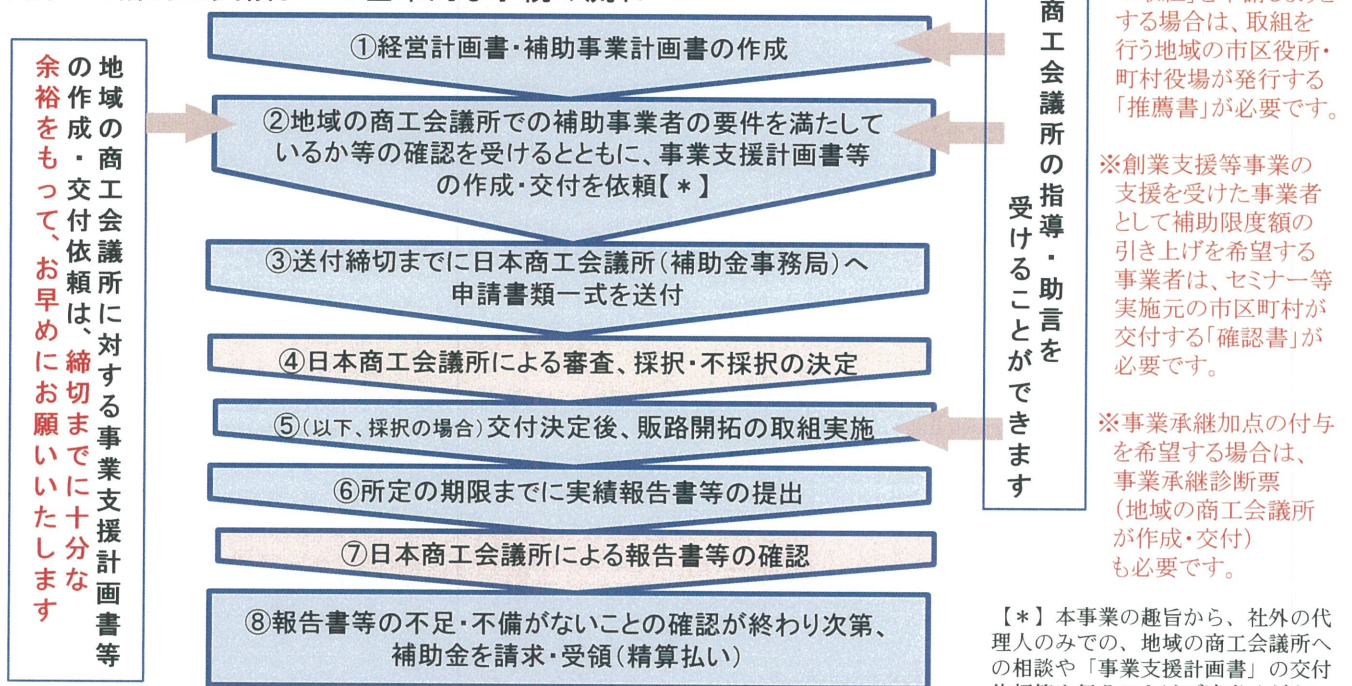 地域の商工会議所に対する事業支援計画書等
の作成・交付依頼は、締切までに十分な
余裕をもって、お早めにお願いいたします
①経営計画書・補助事業計画書の作成
②地域の商工会議所での補助事業者の要件を満たして
いるか等の確認を受けるとともに、事業支援計画書等
の作成・交付を依頼【*】
③送付締切までに日本商工会議所(補助金事務局)へ
申請書類一式を送付
④日本商工会議所による審査、採択・不採択の決定
⑤(以下、採択の場合)交付決定後、販路開拓の取組実施
⑥所定の期限までに実績報告書等の提出
⑦日本商工会議所による報告書等の確認
⑧報告書等の不足・不備がないことの確認が終わり次第、
補助金を請求・受領(精算払い)
商工会議所の指導・助言を
受けることができます
する場合は、取組を
行う地域の市区役所・
町村役場が発行する
「推薦書」が必要です。
※創業支援等事業の
支援を受けた事業者
として補助限度額の
引き上げを希望する
事業者は、セミナー等
実施元の市区町村が
交付する「確認書」が
必要です。
※事業承継加点の付与
を希望する場合は、
事業承継診断票
(地域の商工会議所
が作成・交付)
も必要です。
【*】本事業の趣旨から、社外の代
理人のみでの、地域の商工会議所へ
の相談や「事業支援計画書」の交付